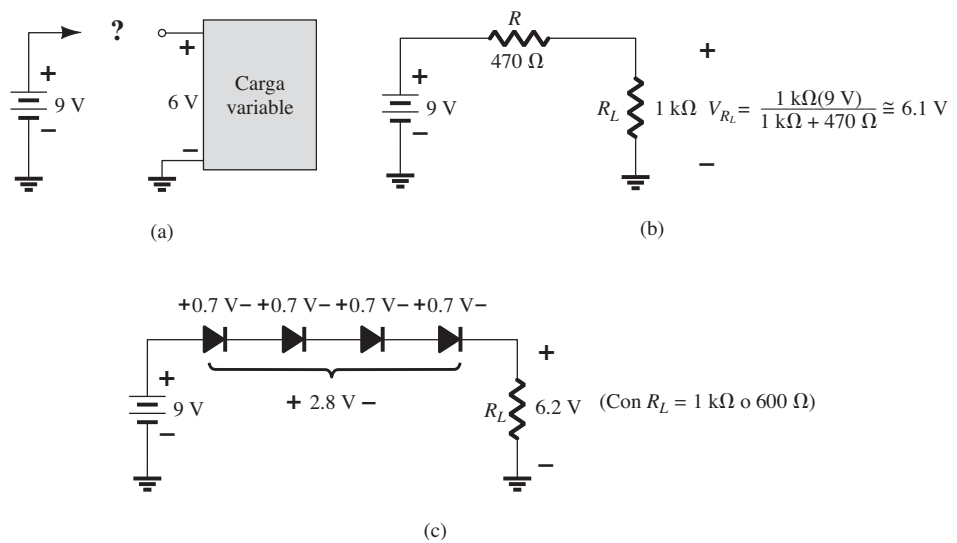 ?
+
9 V
−
+
6 V
−
Carga
variable
(a)
R
470 Ω
+
9 V
−
R_L
1 kΩ
+
V_{R_L} = 1 kΩ(9 V) / 1 kΩ + 470 Ω ≅ 6.1 V
−
(b)
+0.7 V− +0.7 V− +0.7 V− +0.7 V−
+ 2.8 V −
+
9 V
−
R_L
+
6.2 V
−
(Con R_L = 1 kΩ o 600 Ω)
(c)